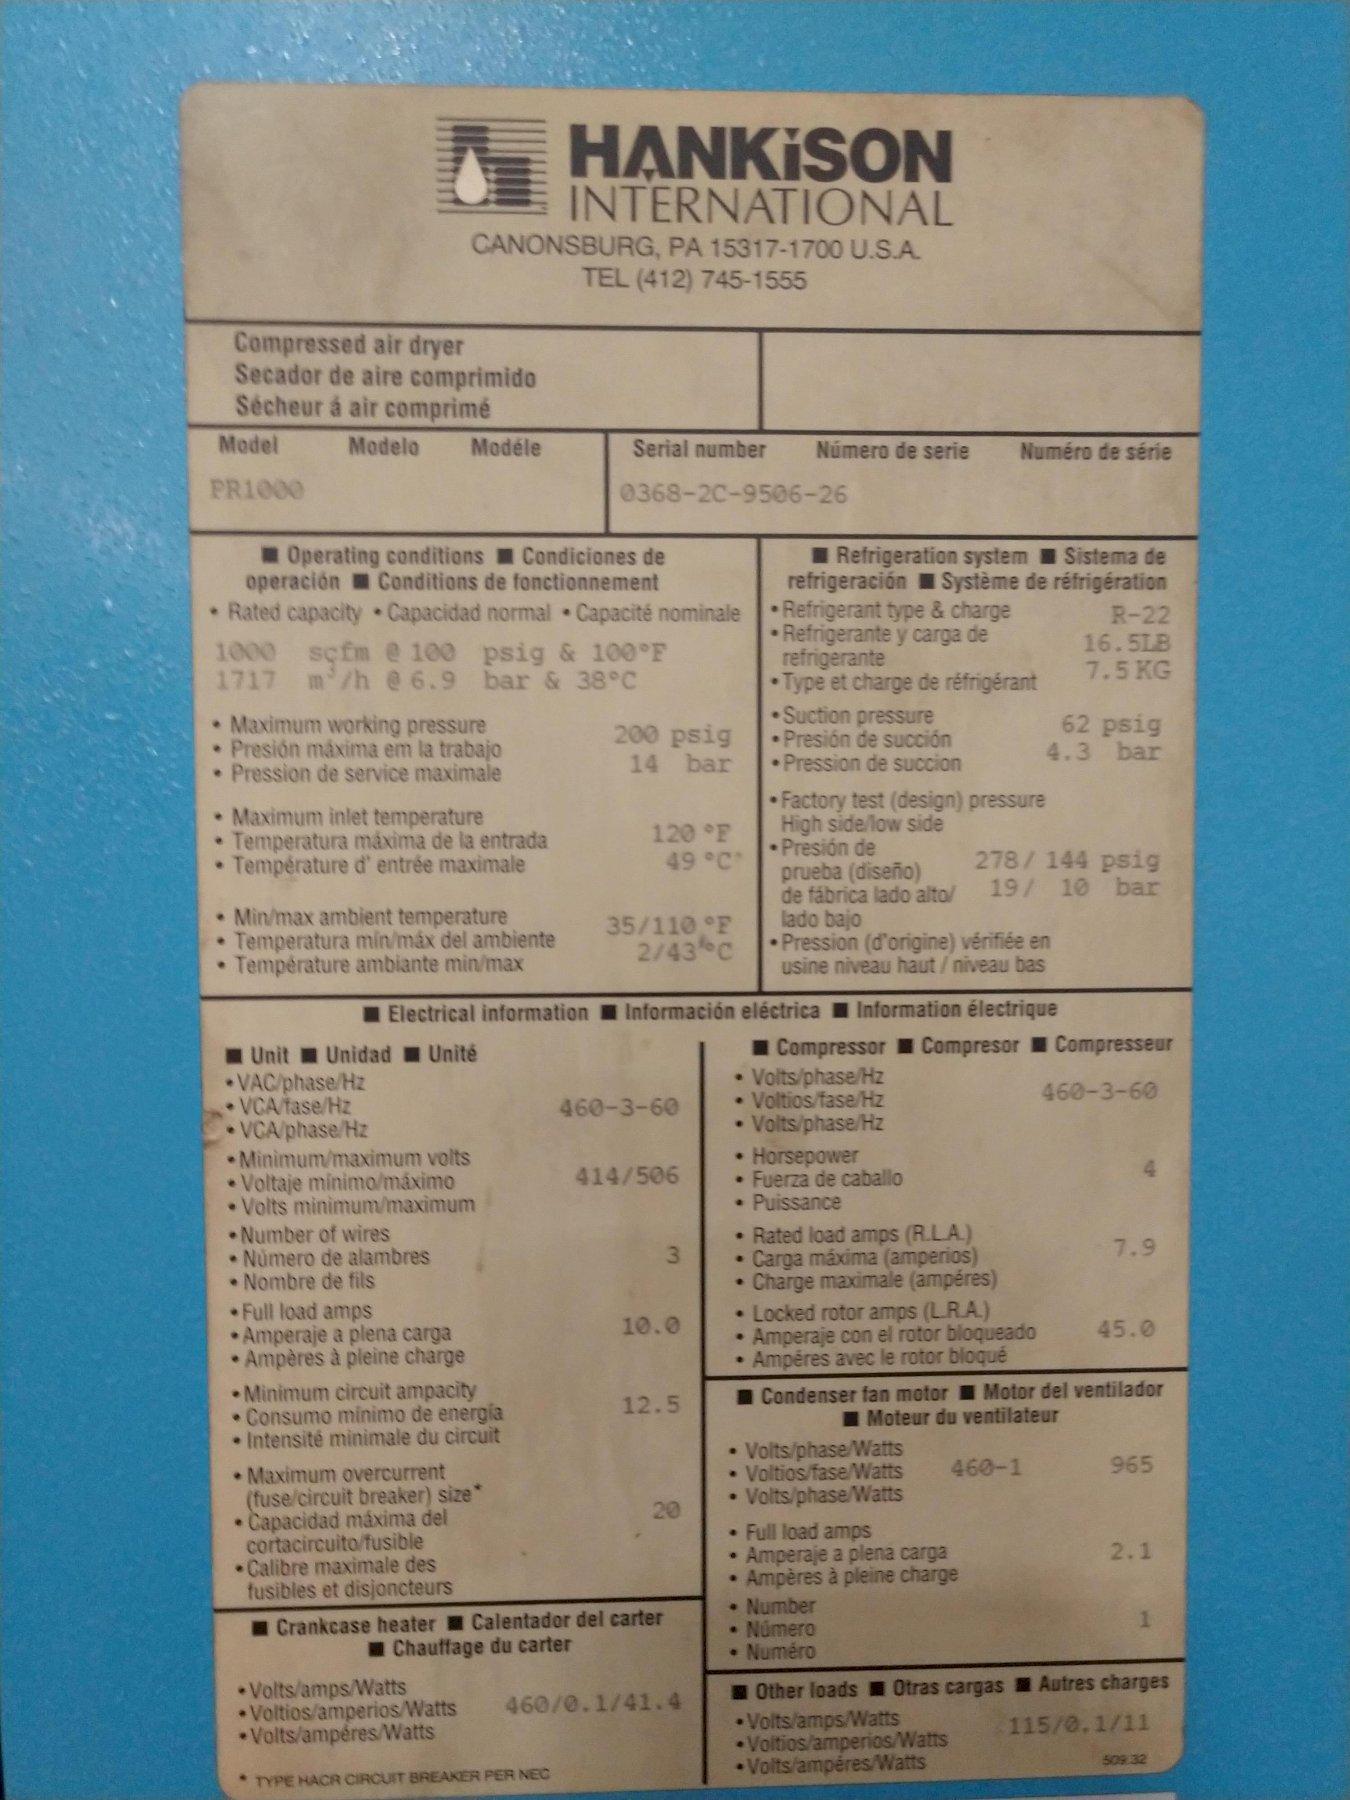 HANKiSON
INTERNATIONAL
CANONSBURG, PA 15317-1700 U.S.A.
TEL (412) 745-1555
Compressed air dryer
Secador de aire comprimido
Sécheur á air comprimé
Model Modelo Modéle
PR1000
Serial number Número de serie Numéro de série
0368-2C-9506-26
■ Operating conditions ■ Condiciones de
operación ■ Conditions de fonctionnement
• Rated capacity • Capacidad normal • Capacité nominale
1000 scfm @ 100 psig & 100°F
1717 m³/h @ 6.9 bar & 38°C
• Maximum working pressure
• Presión máxima em la trabajo
• Pression de service maximale
200 psig
14 bar
• Maximum inlet temperature
• Temperatura máxima de la entrada
• Température d' entrée maximale
120 °F
49 °C
• Min/max ambient temperature
• Temperatura mín/máx del ambiente
• Température ambiante min/max
35/110 °F
2/43 °C
■ Refrigeration system ■ Sistema de
refrigeración ■ Système de réfrigération
• Refrigerant type & charge
• Refrigerante y carga de
refrigerante
• Type et charge de réfrigérant
R-22
16.5LB
7.5 KG
• Suction pressure
• Presión de succión
• Pression de succion
62 psig
4.3 bar
• Factory test (design) pressure
High side/low side
• Presión de
prueba (diseño)
de fábrica lado alto/
lado bajo
• Pression (d'origine) vérifiée en
usine niveau haut / niveau bas
278/ 144 psig
19/ 10 bar
■ Electrical information ■ Información eléctrica ■ Information électrique
■ Unit ■ Unidad ■ Unité
• VAC/phase/Hz
• VCA/fase/Hz
• VCA/phase/Hz
460-3-60
• Minimum/maximum volts
• Voltaje mínimo/máximo
• Volts minimum/maximum
414/506
• Number of wires
• Número de alambres
• Nombre de fils
3
• Full load amps
• Amperaje a plena carga
• Ampères à pleine charge
10.0
• Minimum circuit ampacity
• Consumo mínimo de energía
• Intensité minimale du circuit
12.5
• Maximum overcurrent
(fuse/circuit breaker) size*
• Capacidad máxima del
cortacircuito/fusible
• Calibre maximale des
fusibles et disjoncteurs
20
■ Crankcase heater ■ Calentador del carter
■ Chauffage du carter
• Volts/amps/Watts
• Voltios/amperios/Watts
• Volts/ampéres/Watts
460/0.1/41.4
* TYPE HACR CIRCUIT BREAKER PER NEC
■ Compressor ■ Compresor ■ Compresseur
• Volts/phase/Hz
• Voltios/fase/Hz
• Volts/phase/Hz
460-3-60
• Horsepower
• Fuerza de caballo
• Puissance
4
• Rated load amps (R.L.A.)
• Carga máxima (amperios)
• Charge maximale (ampéres)
7.9
• Locked rotor amps (L.R.A.)
• Amperaje con el rotor bloqueado
• Ampéres avec le rotor bloqué
45.0
■ Condenser fan motor ■ Motor del ventilador
■ Moteur du ventilateur
• Volts/phase/Watts
• Voltios/fase/Watts
• Volts/phase/Watts
460-1 965
• Full load amps
• Amperaje a plena carga
• Ampères à pleine charge
2.1
• Number
• Número
• Numéro
1
■ Other loads ■ Otras cargas ■ Autres charges
• Volts/amps/Watts
• Voltios/amperios/Watts
• Volts/ampéres/Watts
115/0.1/11
509.32